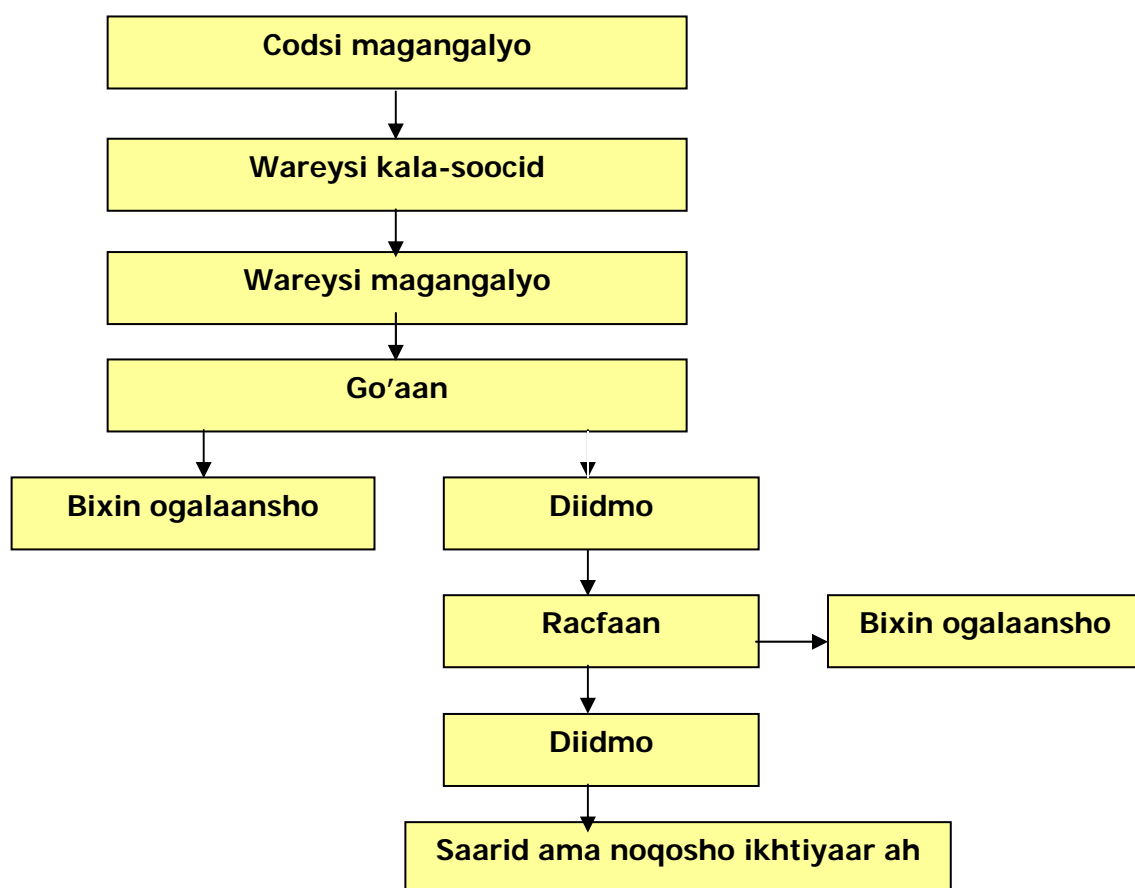 Codsi magangalyo
Wareysi kala-soocid
Wareysi magangalyo
Go’aan
Bixin ogalaansho
Diidmo
Racfaan
Bixin ogalaansho
Diidmo
Saarid ama noqosho ikhtiyaar ah